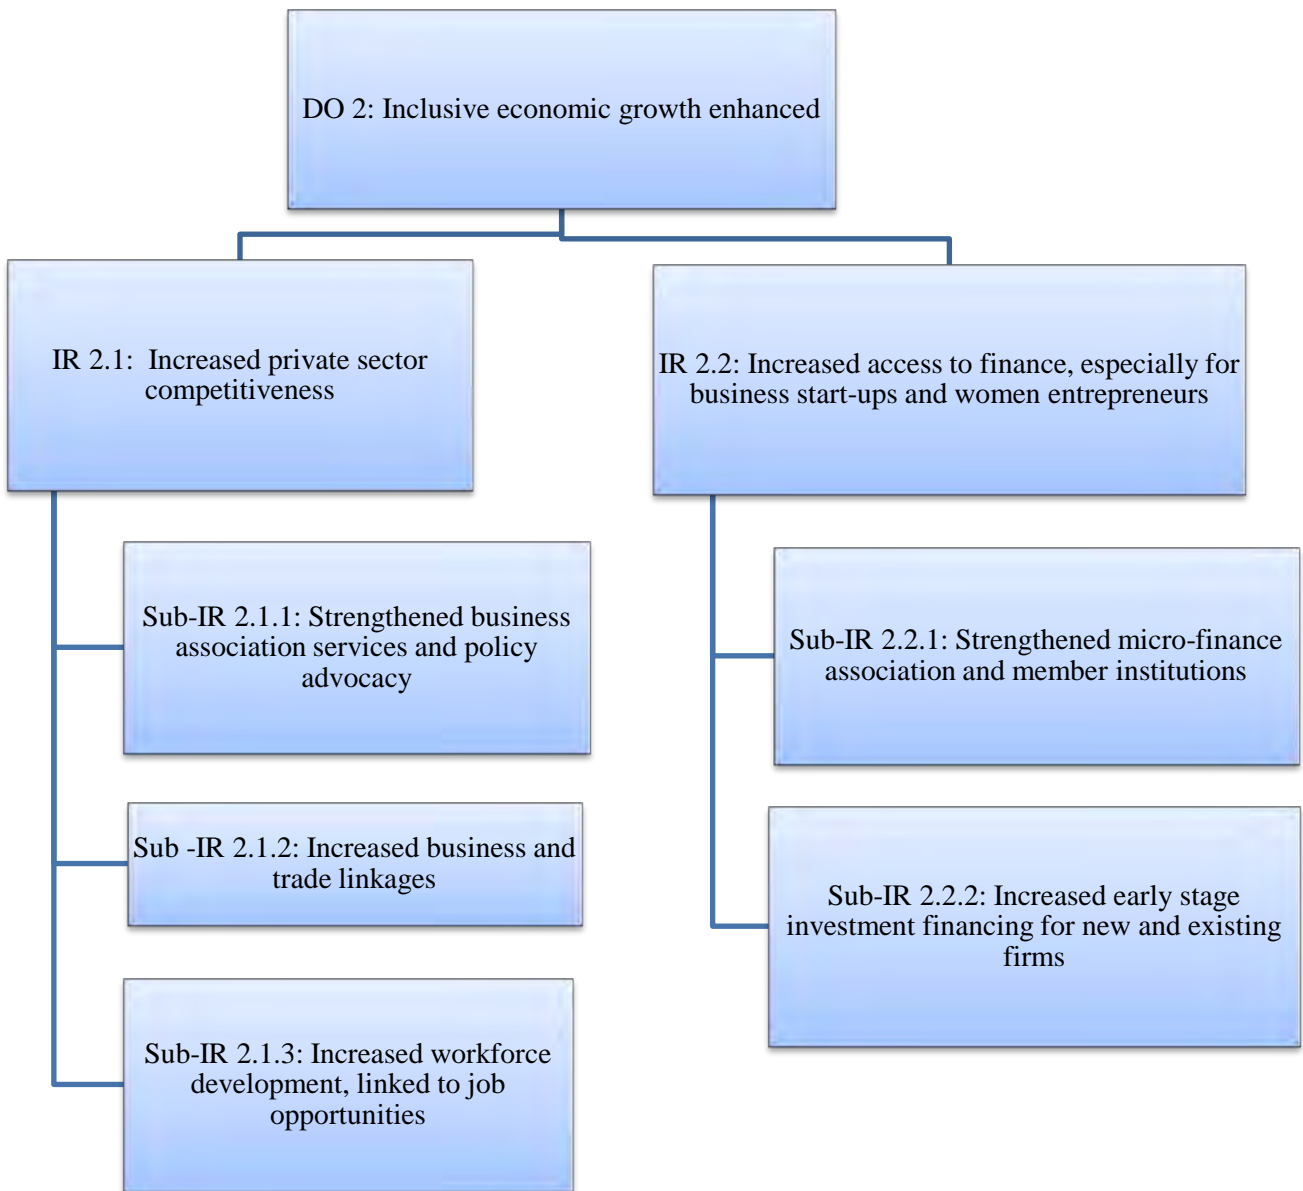 DO 2: Inclusive economic growth enhanced
IR 2.1:  Increased private sector
competitiveness
IR 2.2: Increased access to finance, especially for
business start-ups and women entrepreneurs
Sub-IR 2.1.1: Strengthened business
association services and policy
advocacy
Sub -IR 2.1.2: Increased business and
trade linkages
Sub-IR 2.1.3: Increased workforce
development, linked to job
opportunities
Sub-IR 2.2.1: Strengthened micro-finance
association and member institutions
Sub-IR 2.2.2: Increased early stage
investment financing for new and existing
firms